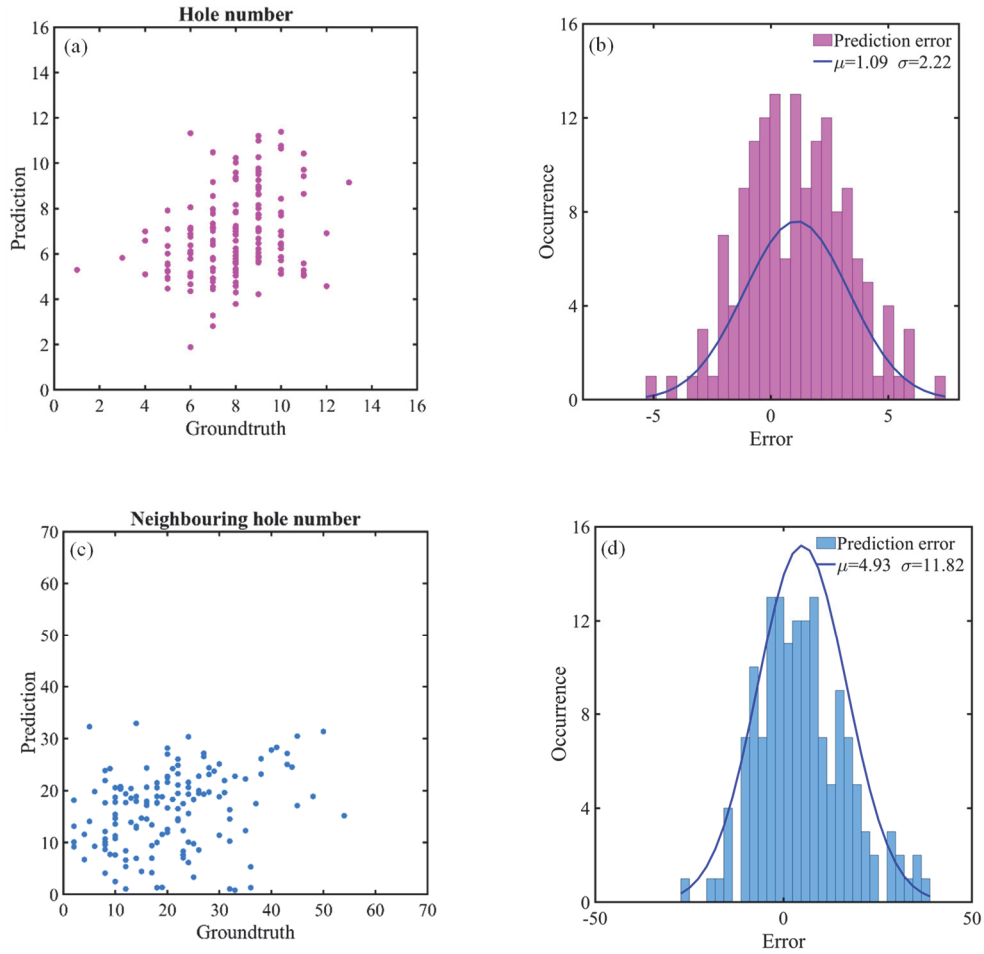 Hole number
(a)
16
14
12
10
8
6
4
2
0
Prediction
0 2 4 6 8 10 12 14 16
Groundtruth
(b)
Prediction error
μ=1.09 σ=2.22
16
12
8
4
0
Occurrence
-5 0 5
Error
Neighbouring hole number
(c)
70
60
50
40
30
20
10
0
Prediction
0 10 20 30 40 50 60 70
Groundtruth
(d)
Prediction error
μ=4.93 σ=11.82
16
12
8
4
0
Occurrence
-50 0 50
Error